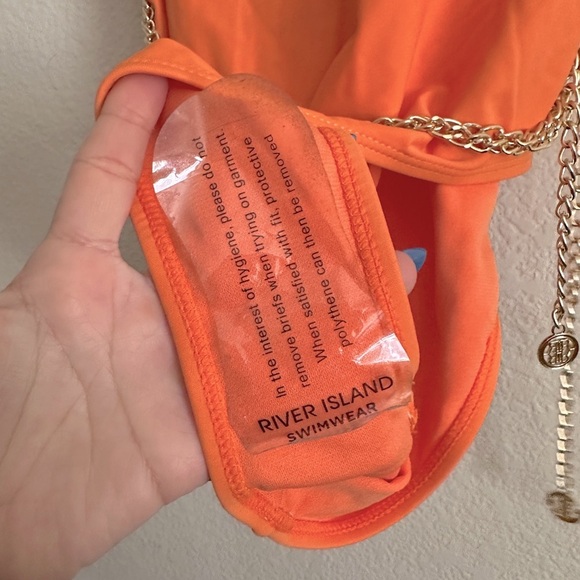 In the interest of hygiene, please do not
remove briefs when trying on garment.
When satisfied with fit, protective
polythene can then be removed
RIVER ISLAND
SWIMWEAR